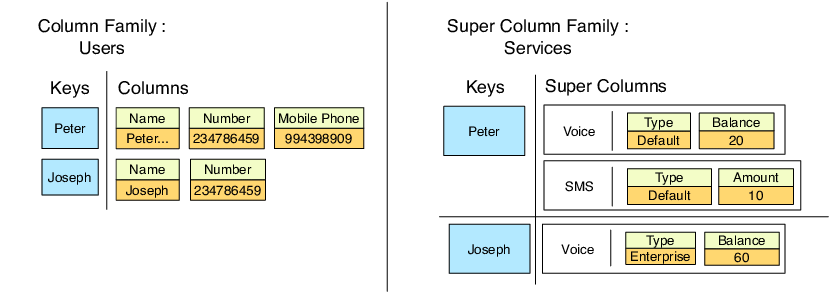 Column Family :
Users
Keys
Columns
Peter
Name
Number
Mobile Phone
Peter...
234786459
994398909
Joseph
Name
Number
Joseph
234786459
Super Column Family :
Services
Keys
Super Columns
Peter
Voice
Type
Balance
Default
20
SMS
Type
Amount
Default
10
Joseph
Voice
Type
Balance
Enterprise
60